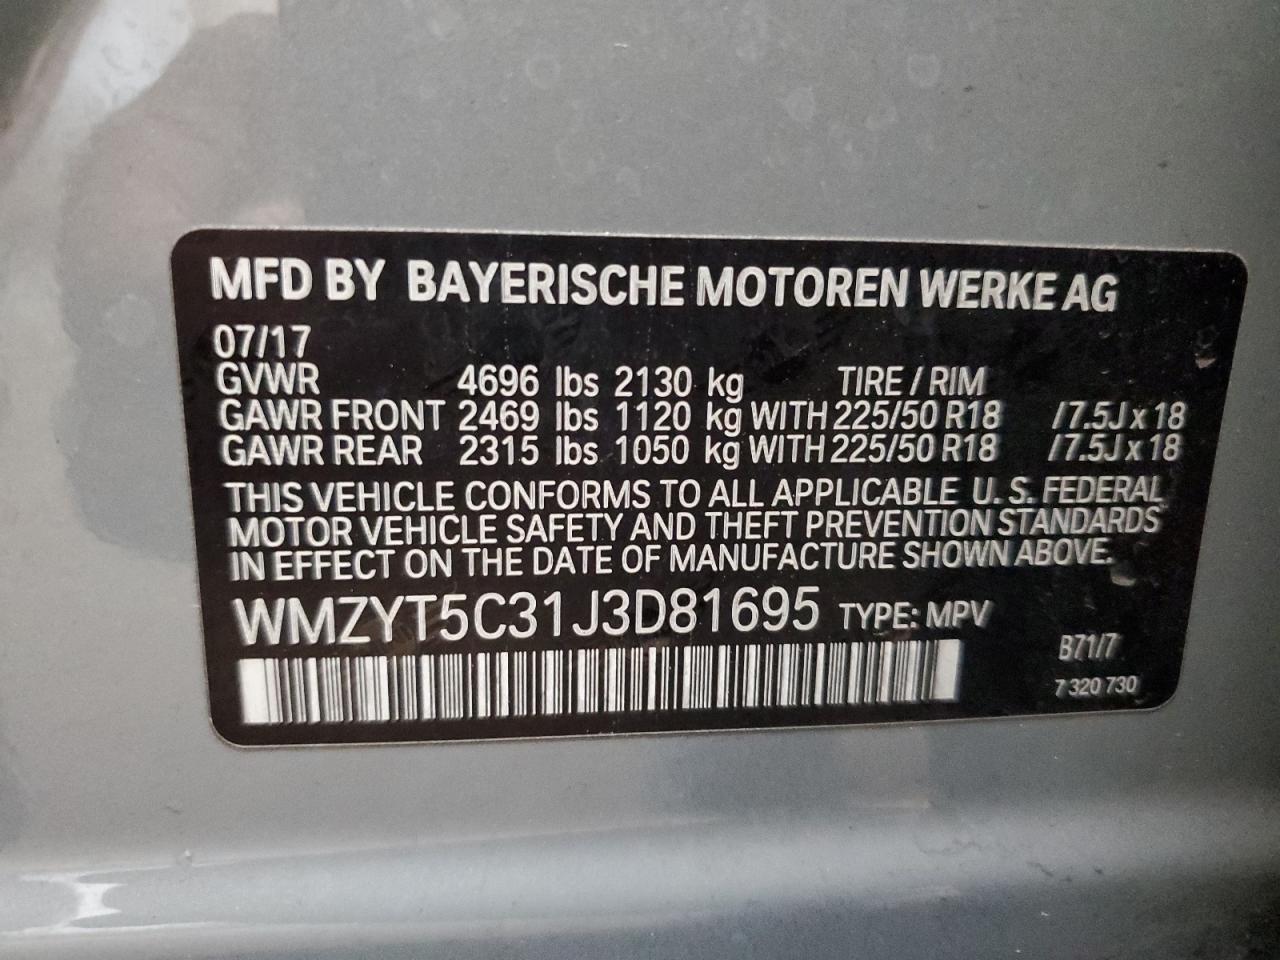 MFD BY BAYERISCHE MOTOREN WERKE AG
07/17
GVWR 4696 lbs 2130 kg TIRE / RIM
GAWR FRONT 2469 lbs 1120 kg WITH 225/50 R18 /7.5J x 18
GAWR REAR 2315 lbs 1050 kg WITH 225/50 R18 /7.5J x 18
THIS VEHICLE CONFORMS TO ALL APPLICABLE U. S. FEDERAL
MOTOR VEHICLE SAFETY AND THEFT PREVENTION STANDARDS
IN EFFECT ON THE DATE OF MANUFACTURE SHOWN ABOVE.
WMZYT5C31J3D81695 TYPE: MPV
B71/7
7 320 730